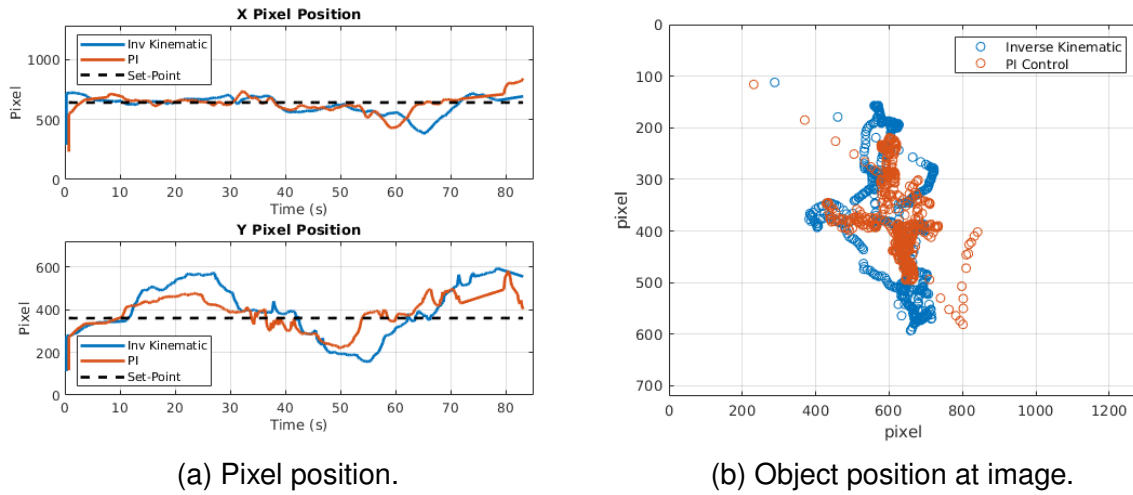 X Pixel Position
Pixel
1000
500
0
Inv Kinematic
PI
Set-Point
0 10 20 30 40 50 60 70 80
Time (s)
Y Pixel Position
Pixel
600
400
200
0
Inv Kinematic
PI
Set-Point
0 10 20 30 40 50 60 70 80
Time (s)
(a) Pixel position.
pixel
0
100
200
300
400
500
600
700
Inverse Kinematic
PI Control
0 200 400 600 800 1000 1200
pixel
(b) Object position at image.